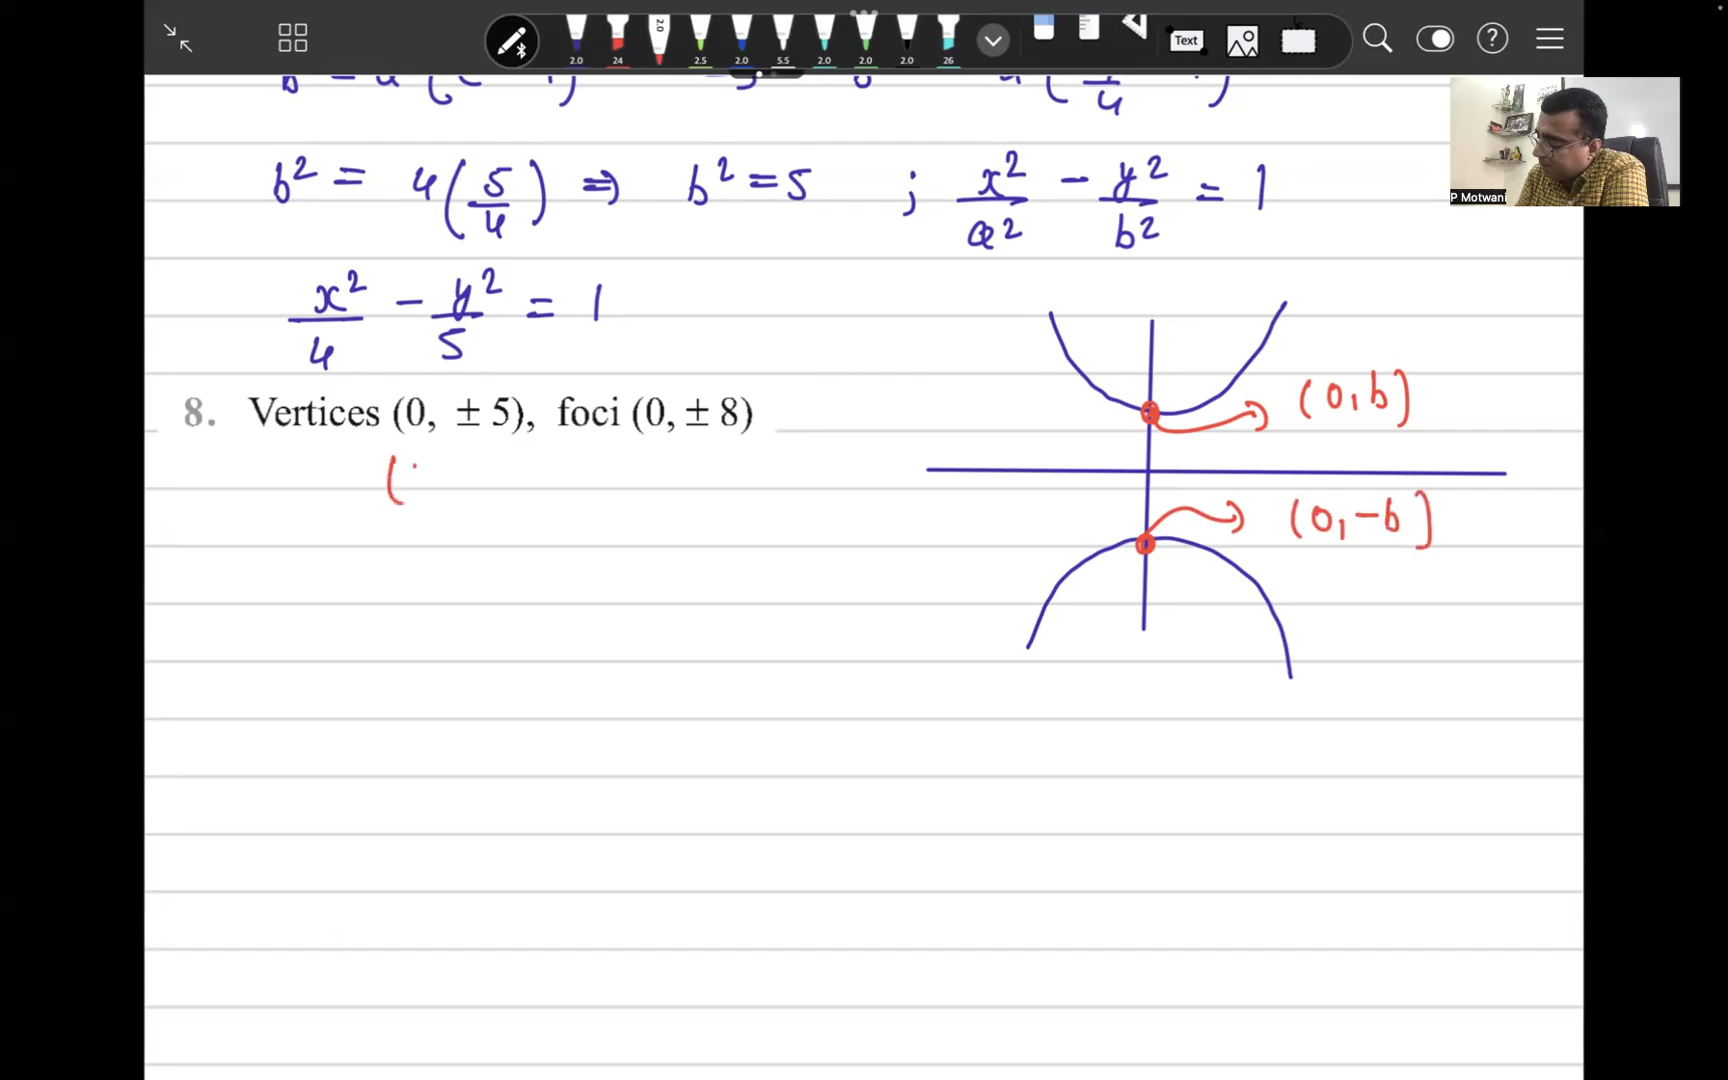 2.0 24 2.0 2.5 2.0 5.5 2.0 2.0 2.0 26 Text
P Motwani
b² = 4(5/4) ⇒ b² = 5 ; x²/a² - y²/b² = 1
x²/4 - y²/5 = 1
8. Vertices (0, ± 5), foci (0, ± 8)
(0, b)
(
(0, -b)